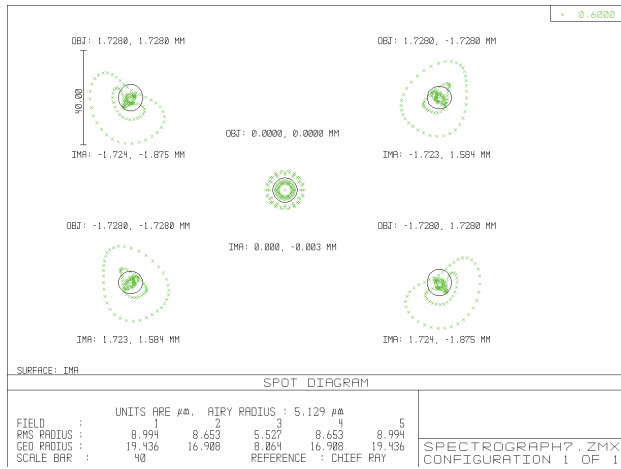 × 0.6000
OBJ: 1.7280, 1.7280 MM
OBJ: 1.7280, -1.7280 MM
40.00
OBJ: 0.0000, 0.0000 MM
IMA: -1.724, -1.875 MM
IMA: -1.723, 1.584 MM
OBJ: -1.7280, -1.7280 MM
OBJ: -1.7280, 1.7280 MM
IMA: 0.000, -0.003 MM
IMA: 1.723, 1.584 MM
IMA: 1.724, -1.875 MM
SURFACE: IMA
SPOT DIAGRAM
UNITS ARE µm. AIRY RADIUS : 5.129 µm
FIELD : 1 2 3 4 5
RMS RADIUS : 8.994 8.653 5.527 8.653 8.994
GEO RADIUS : 19.436 16.908 8.064 16.908 19.436
SCALE BAR : 40 REFERENCE : CHIEF RAY
SPECTROGRAPH7.ZMX
CONFIGURATION 1 OF 1